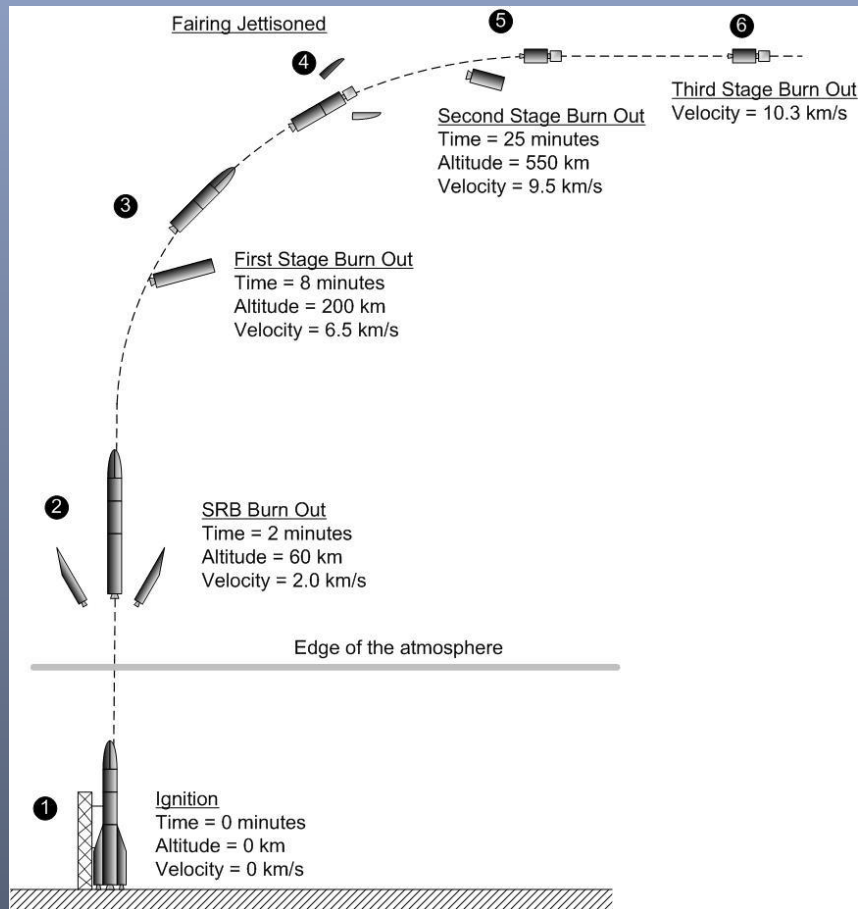 Fairing Jettisoned
5
6
4
Third Stage Burn Out
Velocity = 10.3 km/s
Second Stage Burn Out
Time = 25 minutes
Altitude = 550 km
Velocity = 9.5 km/s
3
First Stage Burn Out
Time = 8 minutes
Altitude = 200 km
Velocity = 6.5 km/s
2
SRB Burn Out
Time = 2 minutes
Altitude = 60 km
Velocity = 2.0 km/s
Edge of the atmosphere
1
Ignition
Time = 0 minutes
Altitude = 0 km
Velocity = 0 km/s